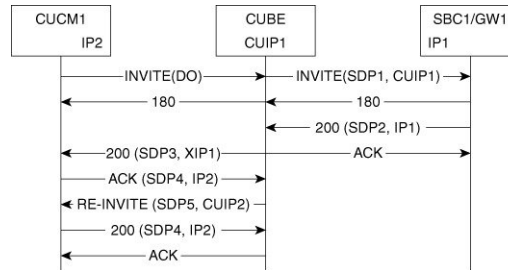 CUCM1
IP2
CUBE
CUIP1
SBC1/GW1
IP1
INVITE(DO)
INVITE(SDP1, CUIP1)
180
180
200 (SDP2, IP1)
200 (SDP3, XIP1)
ACK
ACK (SDP4, IP2)
RE-INVITE (SDP5, CUIP2)
200 (SDP4, IP2)
ACK